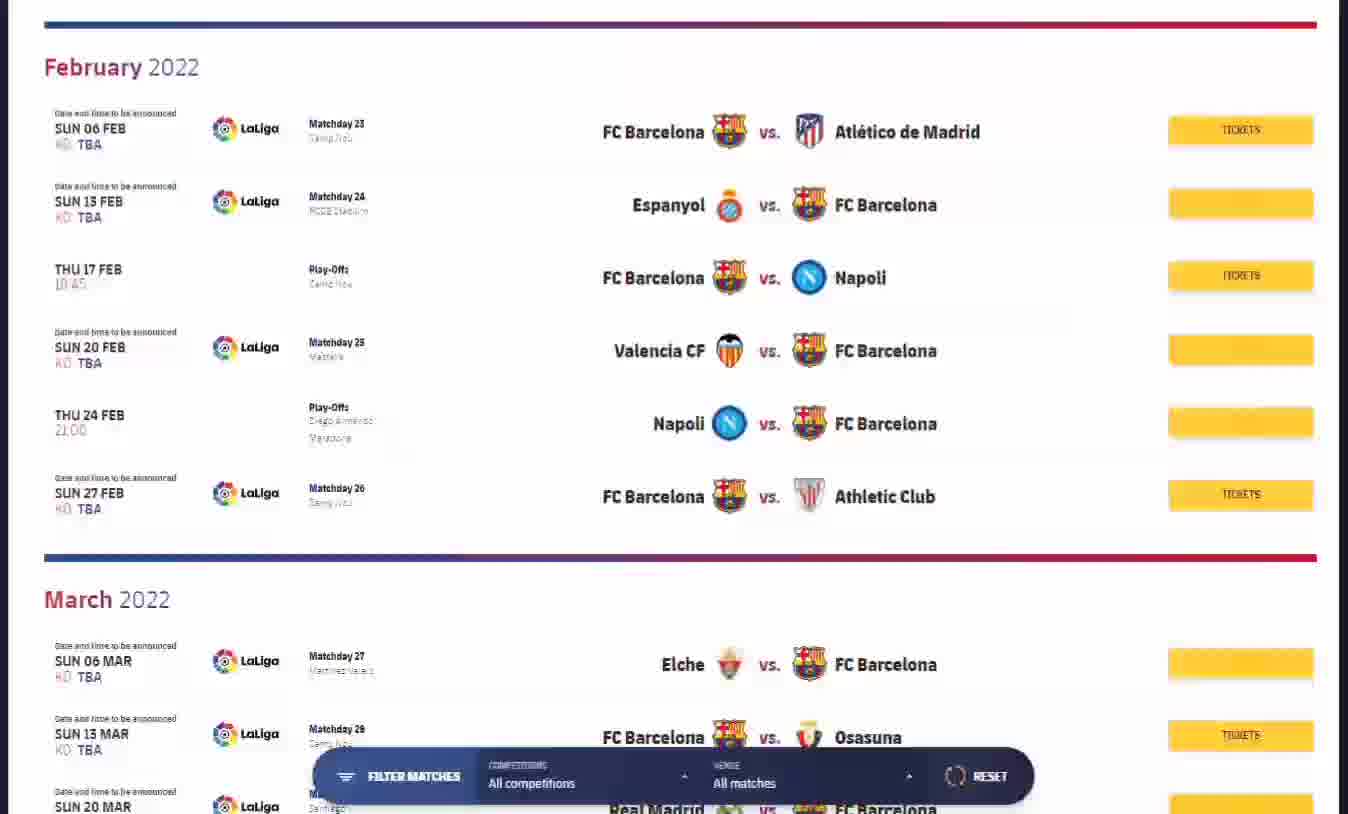 February 2022
Date and time to be announced
SUN 06 FEB
KO: TBA
LaLiga
Matchday 23
Camp Nou
FC Barcelona vs. Atlético de Madrid
TICKETS
Date and time to be announced
SUN 13 FEB
KO: TBA
LaLiga
Matchday 24
RCDE Stadium
Espanyol vs. FC Barcelona
THU 17 FEB
Play-Offs
Camp Nou
FC Barcelona vs. Napoli
TICKETS
Date and time to be announced
SUN 20 FEB
KO: TBA
LaLiga
Matchday 25
Mestalla
Valencia CF vs. FC Barcelona
THU 24 FEB
21:00
Play-Offs
Diego Armando
Maradona
Napoli vs. FC Barcelona
Date and time to be announced
SUN 27 FEB
KO: TBA
LaLiga
Matchday 26
Camp Nou
FC Barcelona vs. Athletic Club
TICKETS
March 2022
Date and time to be announced
SUN 06 MAR
KO: TBA
LaLiga
Matchday 27
Martínez Valero
Elche vs. FC Barcelona
Date and time to be announced
SUN 13 MAR
KO: TBA
LaLiga
Matchday 28
Camp Nou
FC Barcelona vs. Osasuna
TICKETS
Date and time to be announced
SUN 20 MAR
LaLiga
Santiago
Real Madrid FC Barcelona
FILTER MATCHES
COMPETITIONS
All competitions
VENUE
All matches
RESET